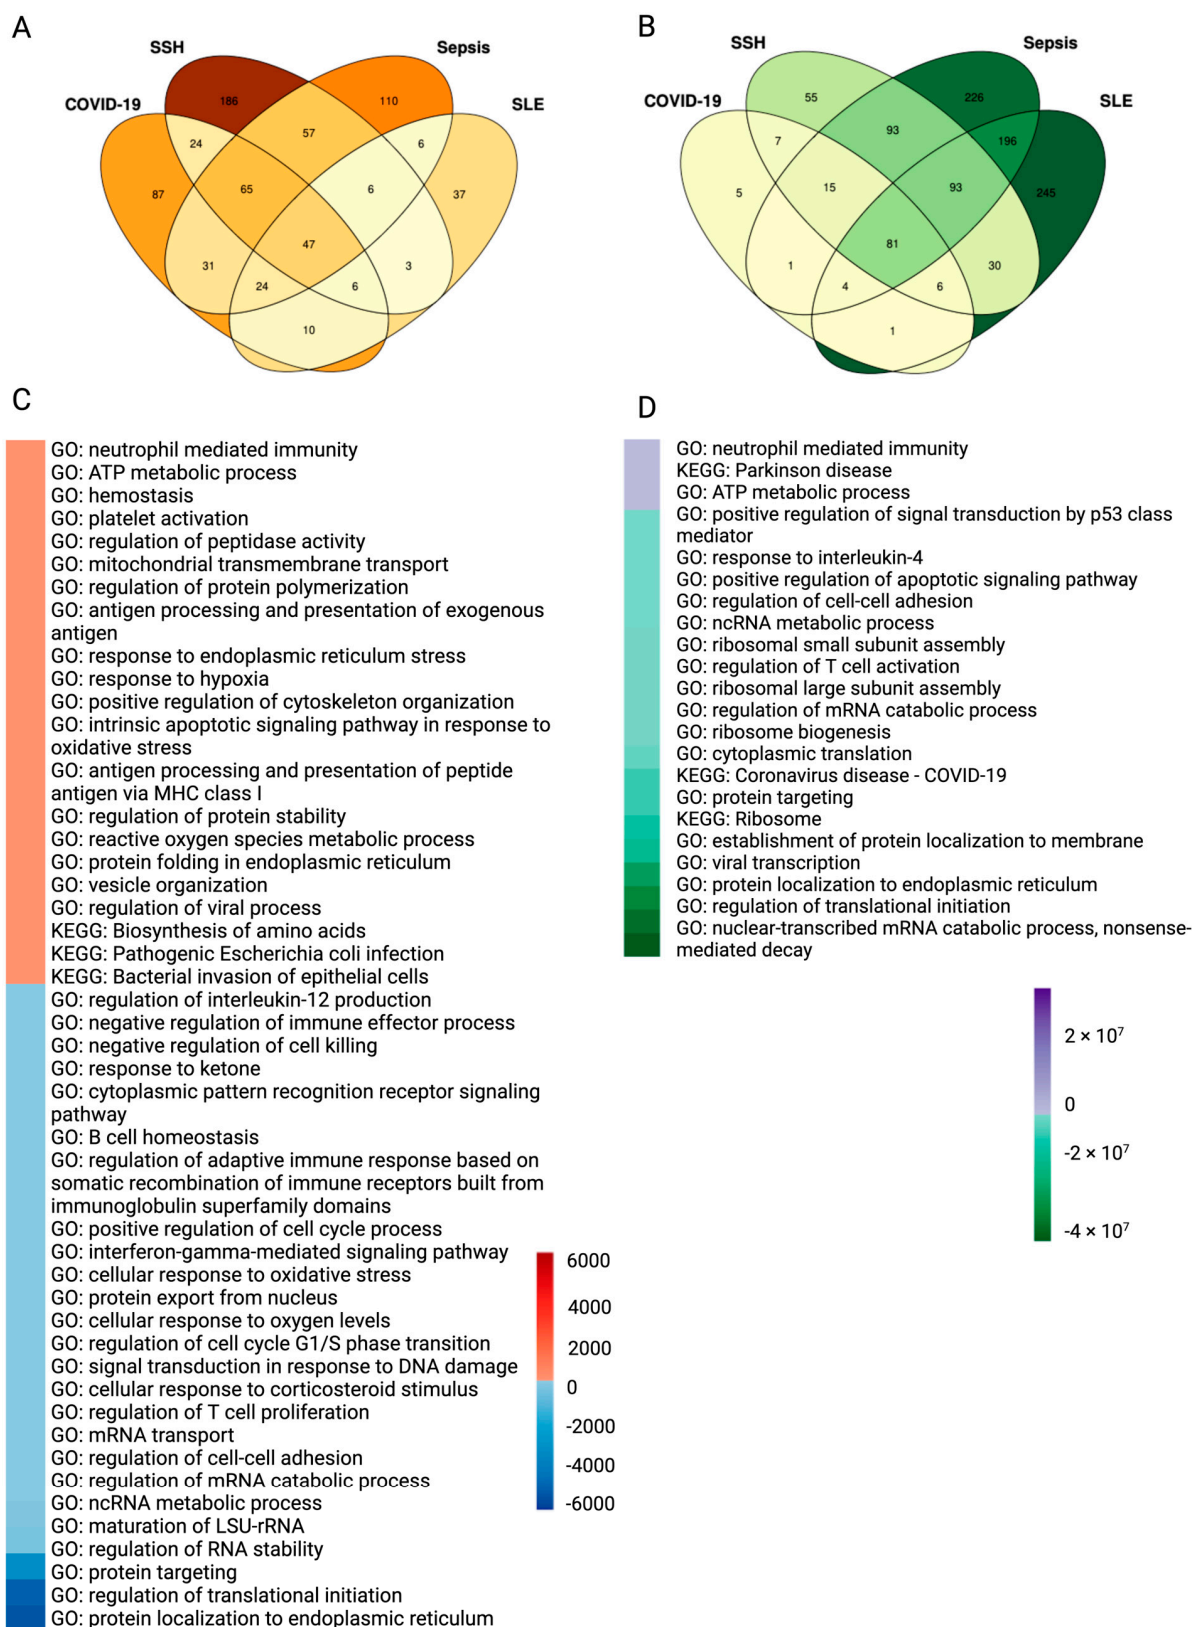 A
SSH
Sepsis
COVID-19
SLE
186
110
57
24
6
87
65
6
37
47
31
24
6
3
10
B
SSH
Sepsis
COVID-19
SLE
55
226
93
7
196
5
15
93
245
81
1
4
6
30
1
C
GO: neutrophil mediated immunity
GO: ATP metabolic process
GO: hemostasis
GO: platelet activation
GO: regulation of peptidase activity
GO: mitochondrial transmembrane transport
GO: regulation of protein polymerization
GO: antigen processing and presentation of exogenous
antigen
GO: response to endoplasmic reticulum stress
GO: response to hypoxia
GO: positive regulation of cytoskeleton organization
GO: intrinsic apoptotic signaling pathway in response to
oxidative stress
GO: antigen processing and presentation of peptide
antigen via MHC class I
GO: regulation of protein stability
GO: reactive oxygen species metabolic process
GO: protein folding in endoplasmic reticulum
GO: vesicle organization
GO: regulation of viral process
KEGG: Biosynthesis of amino acids
KEGG: Pathogenic Escherichia coli infection
KEGG: Bacterial invasion of epithelial cells
GO: regulation of interleukin-12 production
GO: negative regulation of immune effector process
GO: negative regulation of cell killing
GO: response to ketone
GO: cytoplasmic pattern recognition receptor signaling
pathway
GO: B cell homeostasis
GO: regulation of adaptive immune response based on
somatic recombination of immune receptors built from
immunoglobulin superfamily domains
GO: positive regulation of cell cycle process
GO: interferon-gamma-mediated signaling pathway
GO: cellular response to oxidative stress
GO: protein export from nucleus
GO: cellular response to oxygen levels
GO: regulation of cell cycle G1/S phase transition
GO: signal transduction in response to DNA damage
GO: cellular response to corticosteroid stimulus
GO: regulation of T cell proliferation
GO: mRNA transport
GO: regulation of cell-cell adhesion
GO: regulation of mRNA catabolic process
GO: ncRNA metabolic process
GO: maturation of LSU-rRNA
GO: regulation of RNA stability
GO: protein targeting
GO: regulation of translational initiation
GO: protein localization to endoplasmic reticulum
6000
4000
2000
0
-2000
-4000
-6000
D
GO: neutrophil mediated immunity
KEGG: Parkinson disease
GO: ATP metabolic process
GO: positive regulation of signal transduction by p53 class
mediator
GO: response to interleukin-4
GO: positive regulation of apoptotic signaling pathway
GO: regulation of cell-cell adhesion
GO: ncRNA metabolic process
GO: ribosomal small subunit assembly
GO: regulation of T cell activation
GO: ribosomal large subunit assembly
GO: regulation of mRNA catabolic process
GO: ribosome biogenesis
GO: cytoplasmic translation
KEGG: Coronavirus disease - COVID-19
GO: protein targeting
KEGG: Ribosome
GO: establishment of protein localization to membrane
GO: viral transcription
GO: protein localization to endoplasmic reticulum
GO: regulation of translational initiation
GO: nuclear-transcribed mRNA catabolic process, nonsense-
mediated decay
2 × 10⁷
0
-2 × 10⁷
-4 × 10⁷